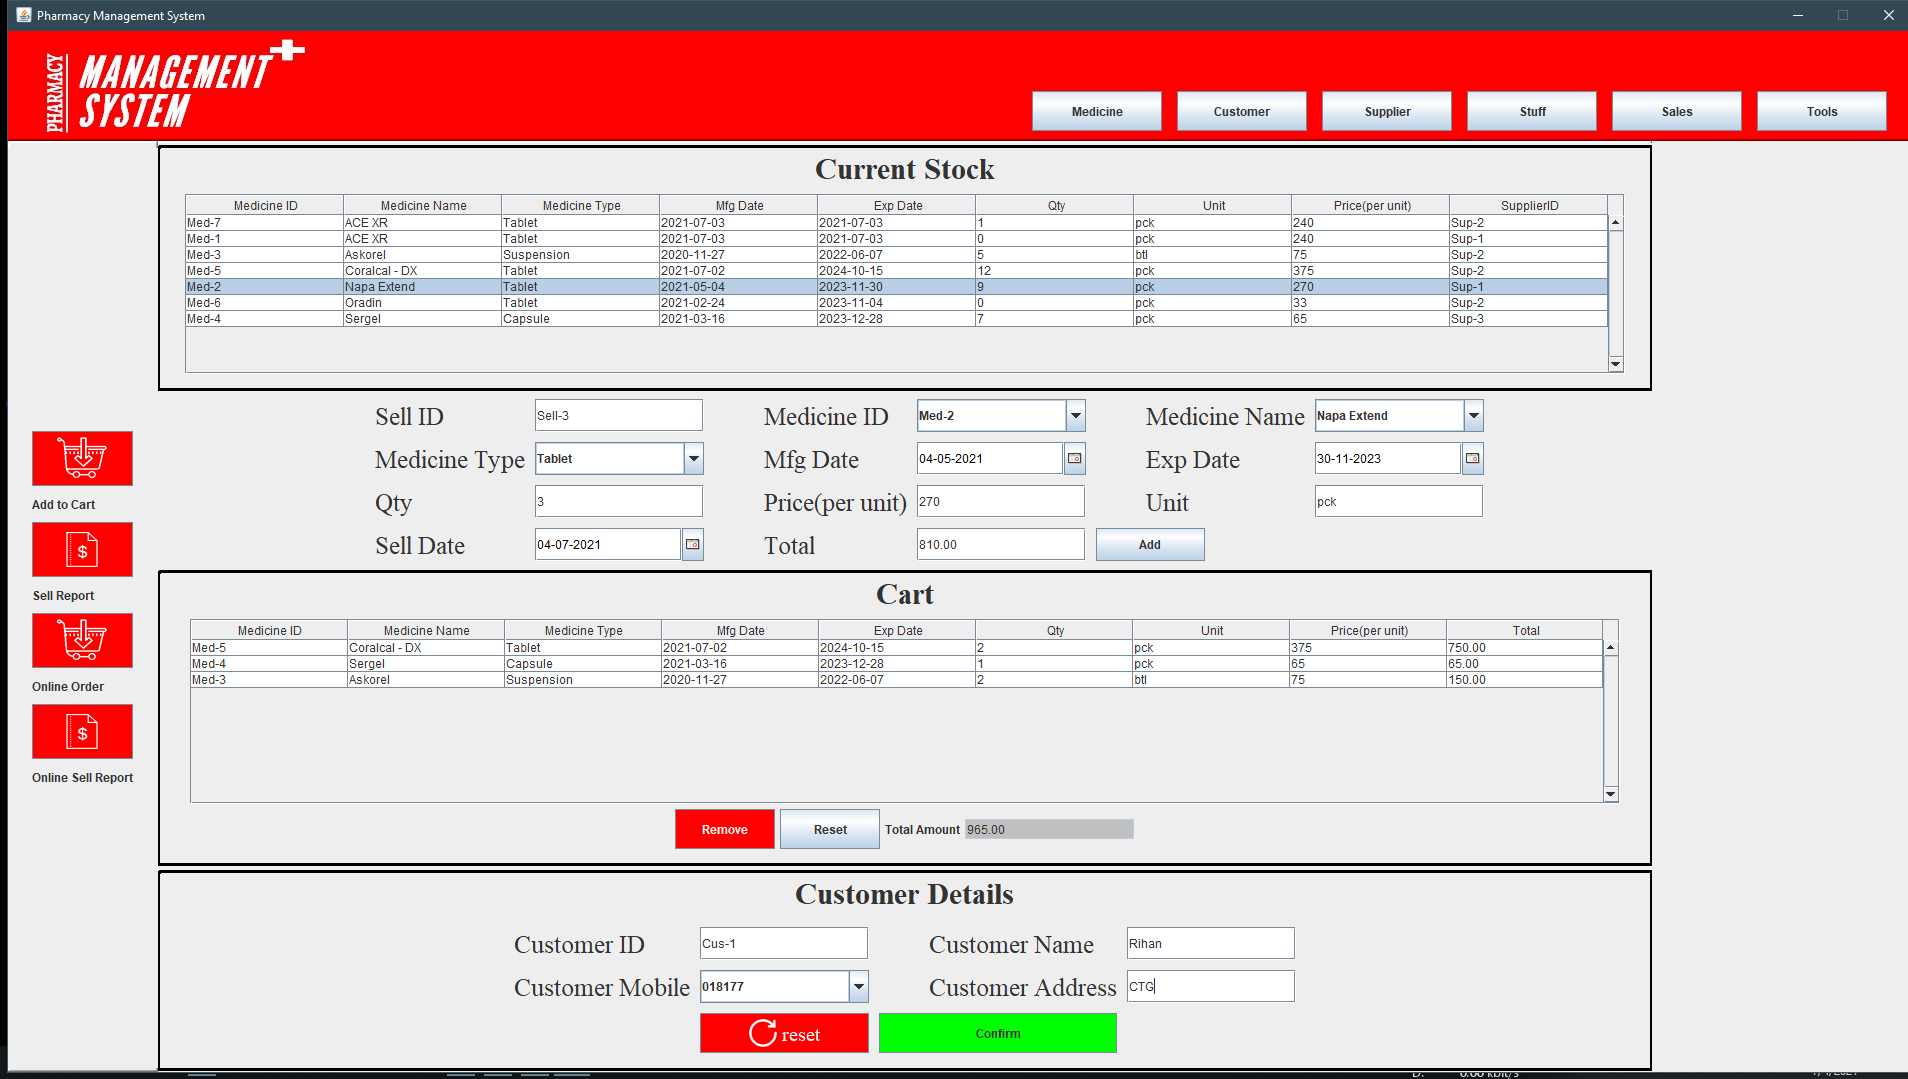 Pharmacy Management System
PHARMACY
MANAGEMENT
SYSTEM
Medicine Customer Supplier Stuff Sales Tools
Current Stock
Medicine ID Medicine Name Medicine Type Mfg Date Exp Date Qty Unit Price(per unit) SupplierID
Med-7 ACE XR Tablet 2021-07-03 2021-07-03 1 pck 240 Sup-2
Med-1 ACE XR Tablet 2021-07-03 2021-07-03 0 pck 240 Sup-1
Med-3 Askorel Suspension 2020-11-27 2022-06-07 5 btl 75 Sup-2
Med-5 Coralcal - DX Tablet 2021-07-02 2024-10-15 12 pck 375 Sup-2
Med-2 Napa Extend Tablet 2021-05-04 2023-11-30 9 pck 270 Sup-1
Med-6 Oradin Tablet 2021-02-24 2023-11-04 0 pck 33 Sup-2
Med-4 Sergel Capsule 2021-03-16 2023-12-28 7 pck 65 Sup-3
Sell ID Sell-3 Medicine ID Med-2 Medicine Name Napa Extend
Medicine Type Tablet Mfg Date 04-05-2021 Exp Date 30-11-2023
Qty 3 Price(per unit) 270 Unit pck
Sell Date 04-07-2021 Total 810.00 Add
Add to Cart
$
Sell Report
Online Order
$
Online Sell Report
Cart
Medicine ID Medicine Name Medicine Type Mfg Date Exp Date Qty Unit Price(per unit) Total
Med-5 Coralcal - DX Tablet 2021-07-02 2024-10-15 2 pck 375 750.00
Med-4 Sergel Capsule 2021-03-16 2023-12-28 1 pck 65 65.00
Med-3 Askorel Suspension 2020-11-27 2022-06-07 2 btl 75 150.00
Remove Reset Total Amount 965.00
Customer Details
Customer ID Cus-1 Customer Name Rihan
Customer Mobile 018177 Customer Address CTG
reset Confirm